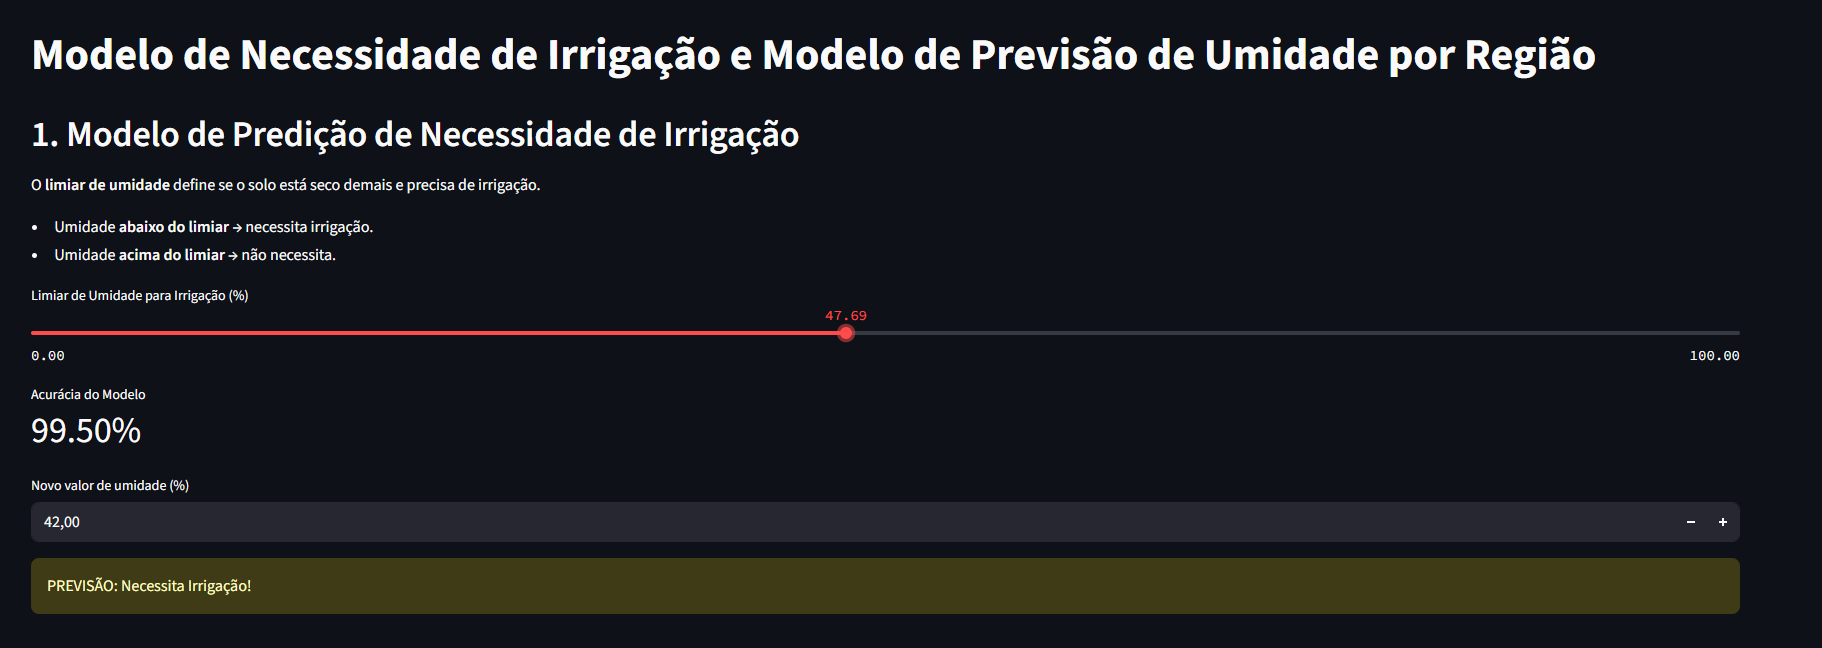 Modelo de Necessidade de Irrigação e Modelo de Previsão de Umidade por Região
1. Modelo de Predição de Necessidade de Irrigação
O limiar de umidade define se o solo está seco demais e precisa de irrigação.
• Umidade abaixo do limiar → necessita irrigação.
• Umidade acima do limiar → não necessita.
Limiar de Umidade para Irrigação (%)
47.69
0.00 100.00
Acurácia do Modelo
99.50%
Novo valor de umidade (%)
42,00 − +
PREVISÃO: Necessita Irrigação!